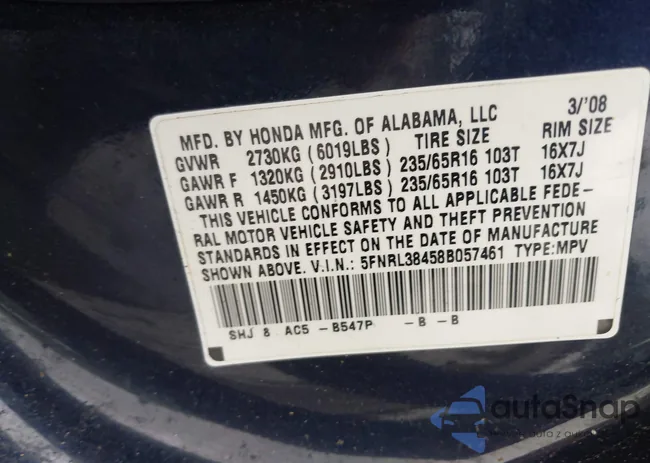 MFD. BY HONDA MFG. OF ALABAMA, LLC 3/'08
GVWR 2730KG (6019LBS) TIRE SIZE RIM SIZE
GAWR F 1320KG (2910LBS) 235/65R16 103T 16X7J
GAWR R 1450KG (3197LBS) 235/65R16 103T 16X7J
THIS VEHICLE CONFORMS TO ALL APPLICABLE FEDE-
RAL MOTOR VEHICLE SAFETY AND THEFT PREVENTION
STANDARDS IN EFFECT ON THE DATE OF MANUFACTURE
SHOWN ABOVE. V.I.N.: 5FNRL38458B057461 TYPE:MPV
SHJ 8 AC5 -B547P -B -B
autoSnap
auta z